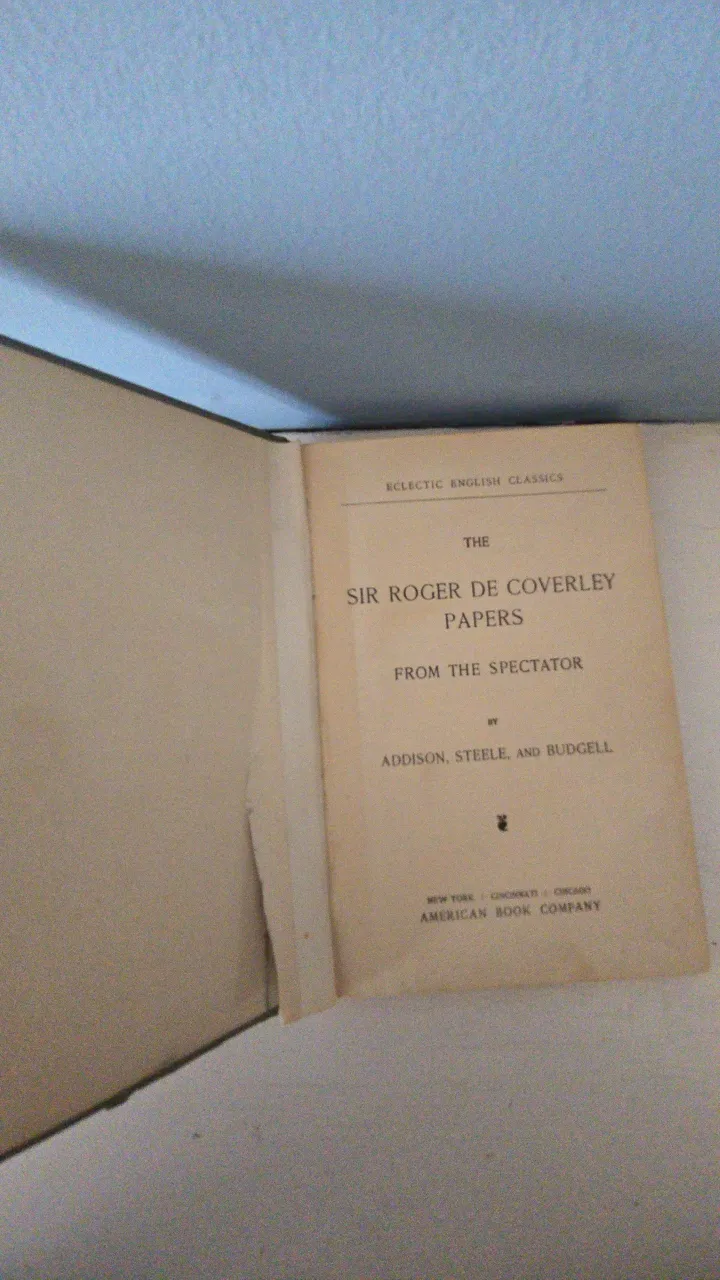 ECLECTIC ENGLISH CLASSICS
THE
SIR ROGER DE COVERLEY
PAPERS
FROM THE SPECTATOR
BY
ADDISON, STEELE, AND BUDGELL
NEW YORK : CINCINNATI : CHICAGO
AMERICAN BOOK COMPANY